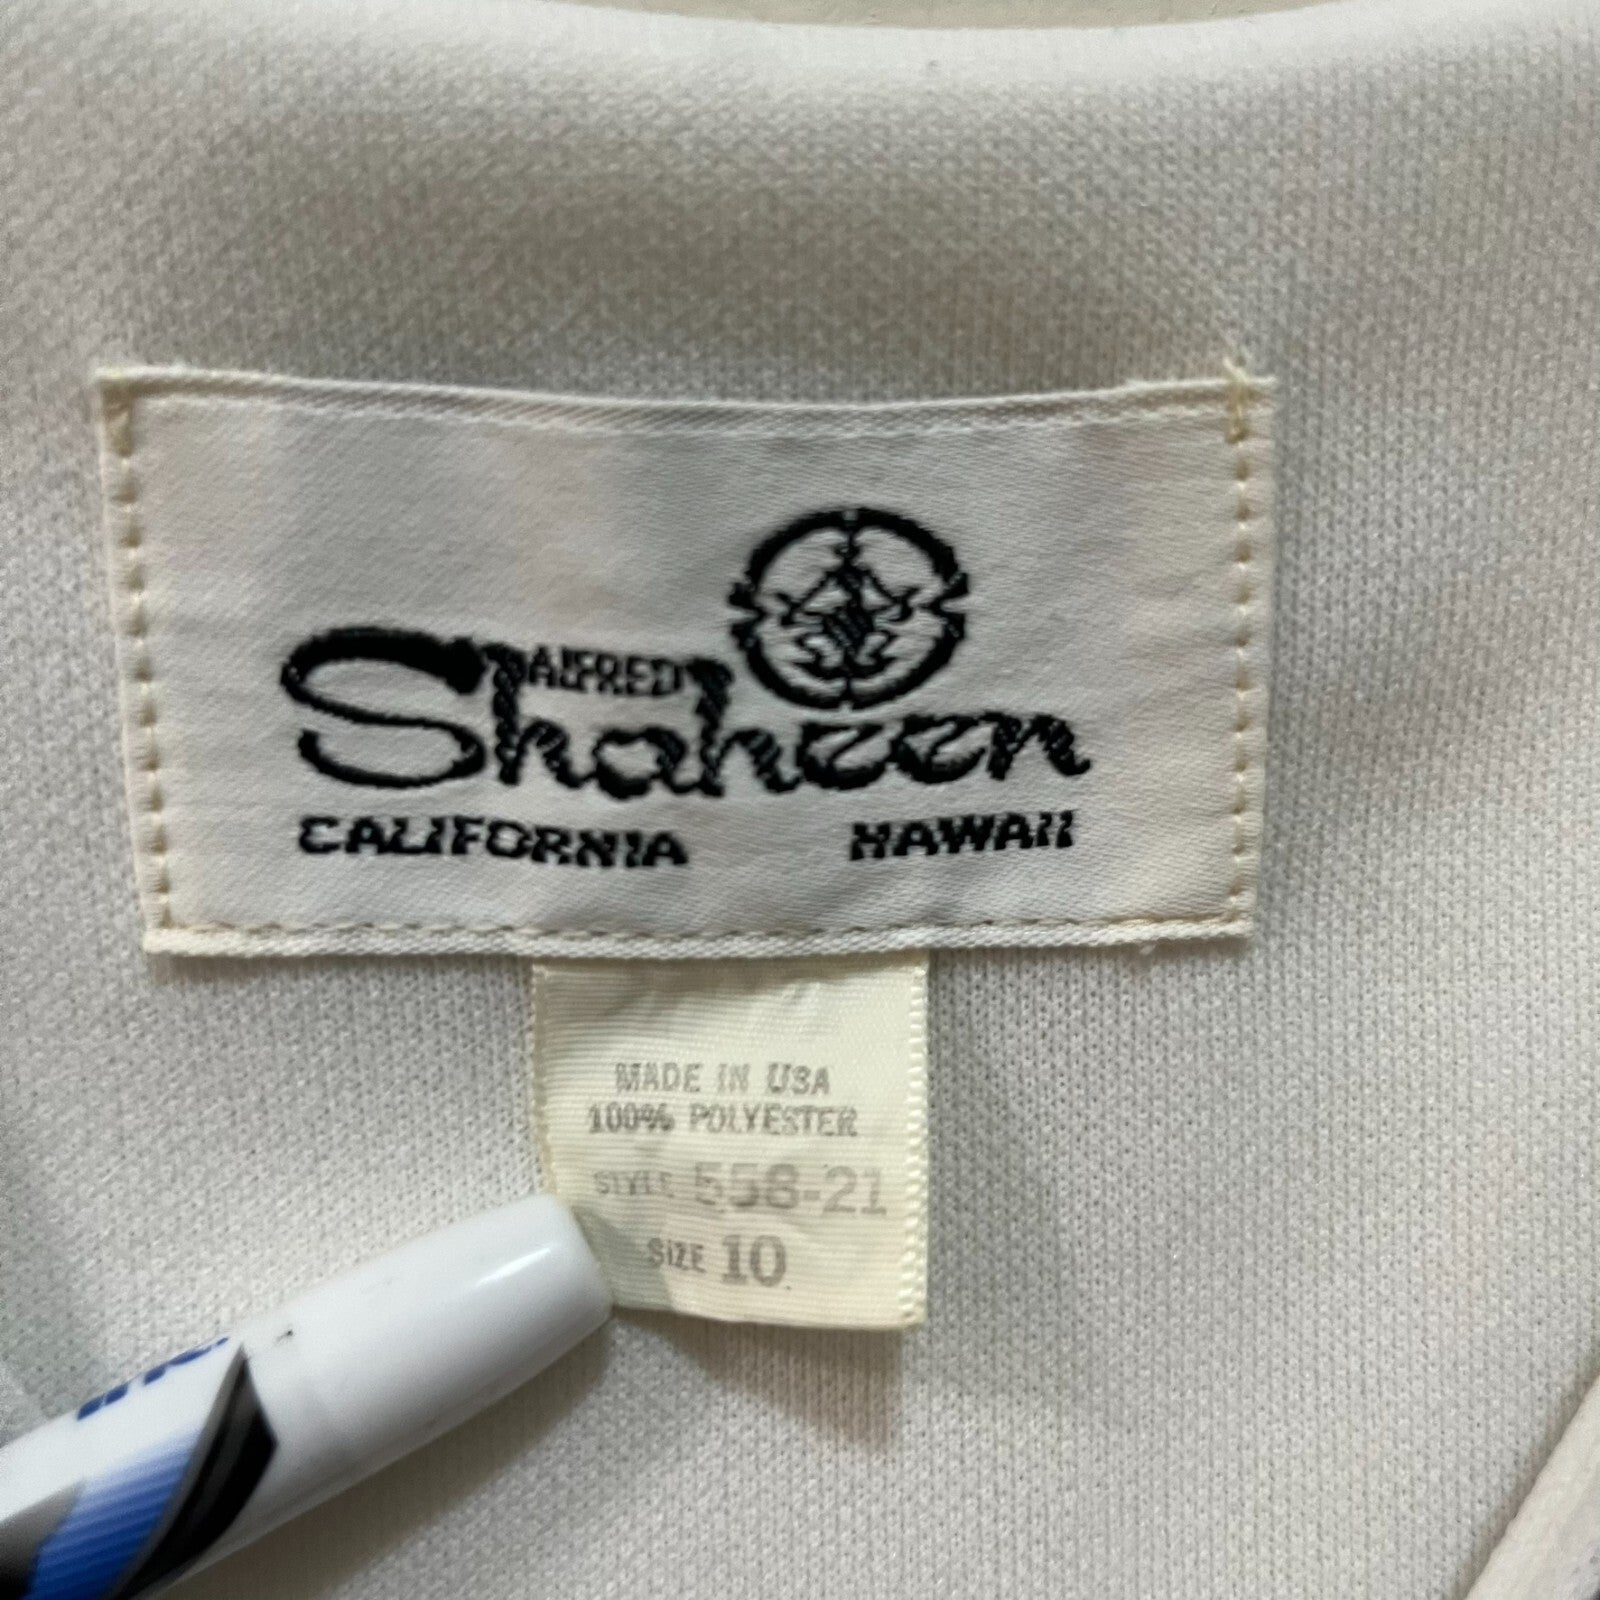 ALFRED
Shaheen
CALIFORNIA HAWAII
MADE IN USA
100% POLYESTER
STYLE 558-21
SIZE 10